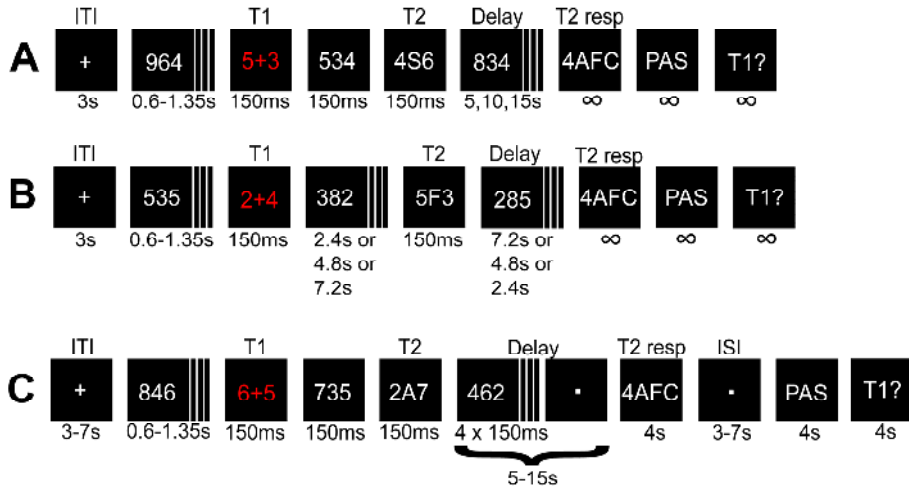 ITI T1 T2 Delay T2 resp
A + 964 5+3 534 4S6 834 4AFC PAS T1?
3s 0.6-1.35s 150ms 150ms 150ms 5,10,15s ∞ ∞ ∞
ITI T1 T2 Delay T2 resp
B + 535 2+4 382 5F3 285 4AFC PAS T1?
3s 0.6-1.35s 150ms 2.4s or 150ms 7.2s or ∞ ∞ ∞
4.8s or 4.8s or
7.2s 2.4s
ITI T1 T2 Delay T2 resp ISI
C + 846 6+5 735 2A7 462 4AFC PAS T1?
3-7s 0.6-1.35s 150ms 150ms 150ms 4 x 150ms 4s 3-7s 4s 4s
5-15s